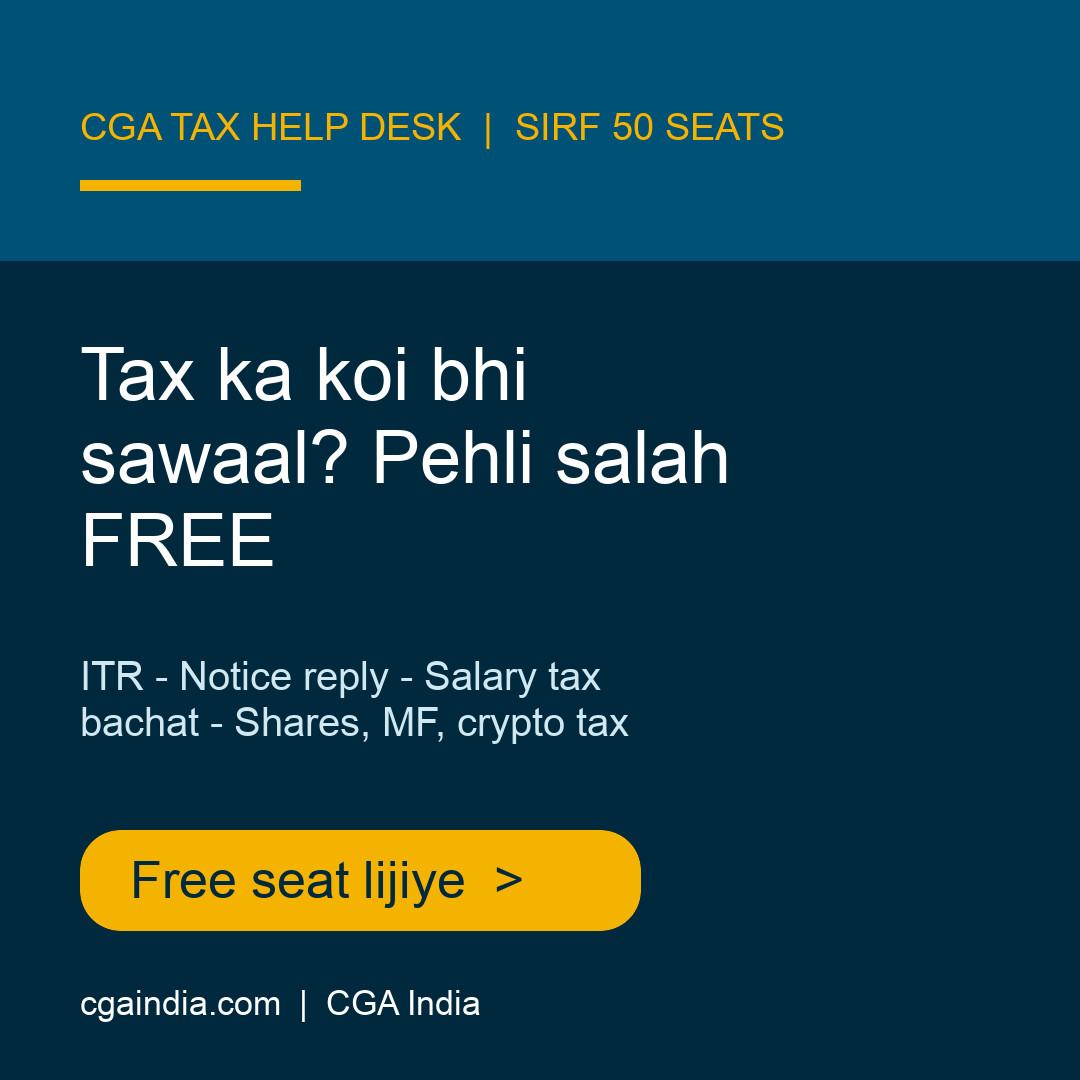 CGA TAX HELP DESK | SIRF 50 SEATS
Tax ka koi bhi
sawaal? Pehli salah
FREE
ITR - Notice reply - Salary tax
bachat - Shares, MF, crypto tax
Free seat lijiye >
cgaindia.com | CGA India